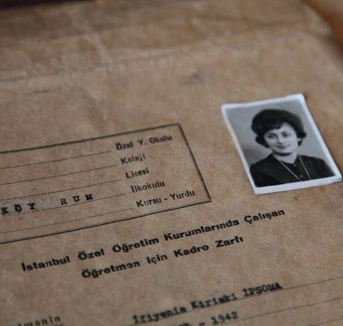 Özel Y. Okulu
Koleji
Lisesi
KÖY RUM İlkokulu
Kursu - Yurdu
İstanbul Özel Öğretim Kurumlarında Çalışan
Öğretmen İçin Kadro Zarfı
İfiyenia Kiriaki İPSOMA
1942